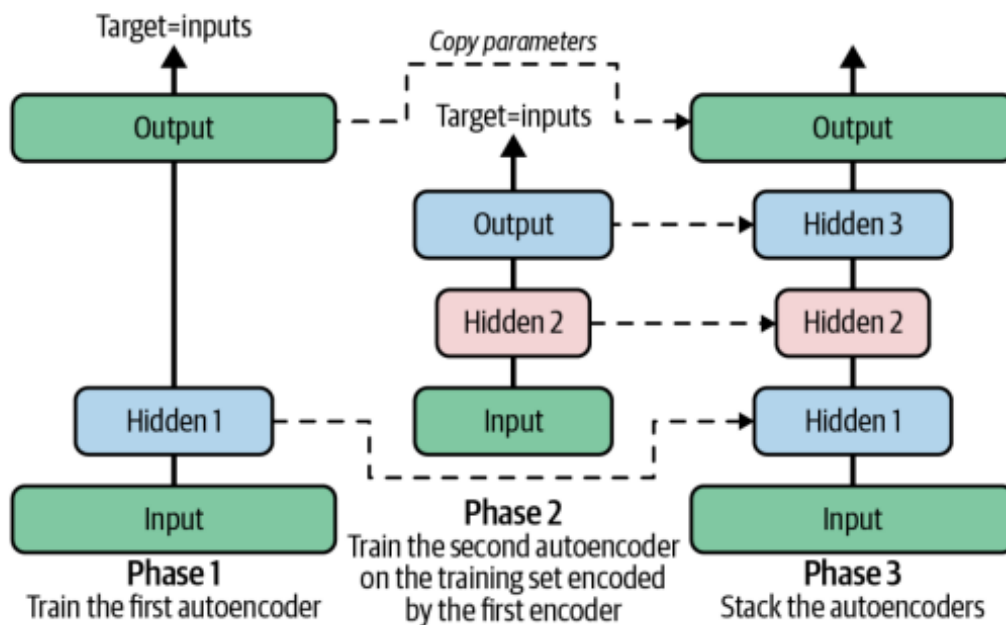 Target=inputs
Copy parameters
Output
Target=inputs
Output
Output
Hidden 3
Hidden 2
Hidden 2
Hidden 1
Input
Hidden 1
Input
Input
Phase 1
Train the first autoencoder
Phase 2
Train the second autoencoder
on the training set encoded
by the first encoder
Phase 3
Stack the autoencoders